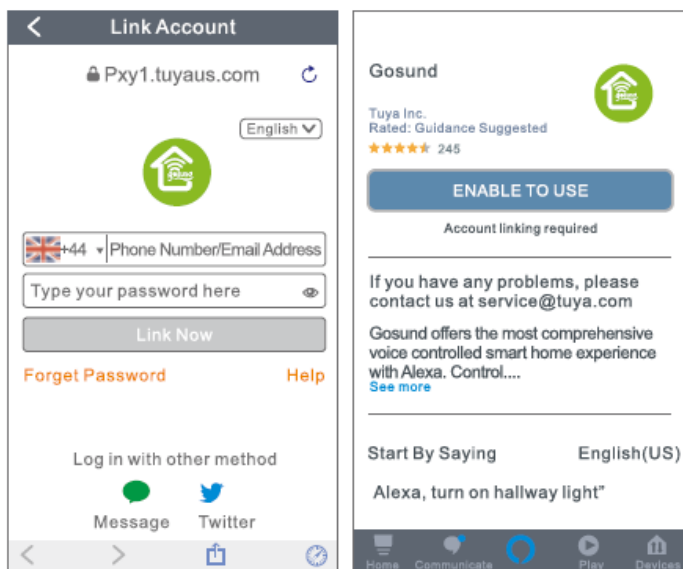 Link Account
Pxy1.tuyaus.com
English
gosund
+44 Phone Number/Email Address
Type your password here
Link Now
Forget Password Help
Log in with other method
Message Twitter
Gosund
gosund
Tuya Inc.
Rated: Guidance Suggested
245
ENABLE TO USE
Account linking required
If you have any problems, please
contact us at service@tuya.com
Gosund offers the most comprehensive
voice controlled smart home experience
with Alexa. Control....
See more
Start By Saying English(US)
Alexa, turn on hallway light”
Home Communicate Play Devices